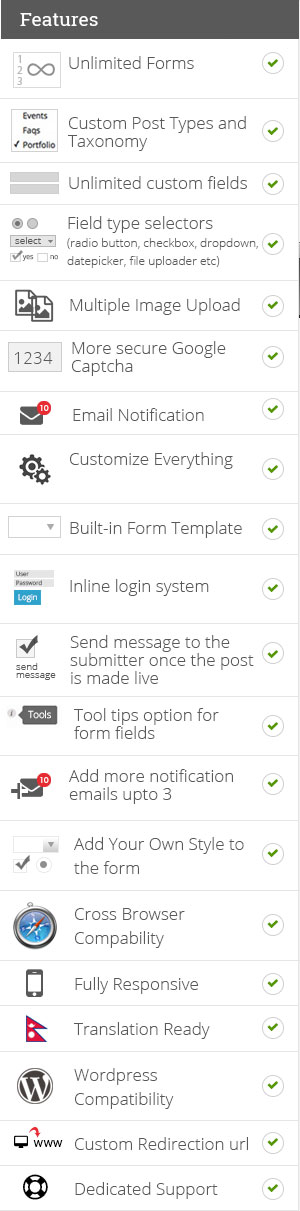 Features
1
2
3
Unlimited Forms
Events
Faqs
✓ Portfolio
Custom Post Types and
Taxonomy
Unlimited custom fields
select
yes no
Field type selectors
(radio button, checkbox, dropdown,
datepicker, file uploader etc)
Multiple Image Upload
1234
More secure Google
Captcha
10
Email Notification
Customize Everything
Built-in Form Template
User
Password
Login
Inline login system
send
message
Send message to the
submitter once the post
is made live
i Tools
Tool tips option for
form fields
10
Add more notification
emails upto 3
Add Your Own Style to
the form
Cross Browser
Compability
Fully Responsive
Translation Ready
Wordpress
Compatibility
www
Custom Redirection url
Dedicated Support